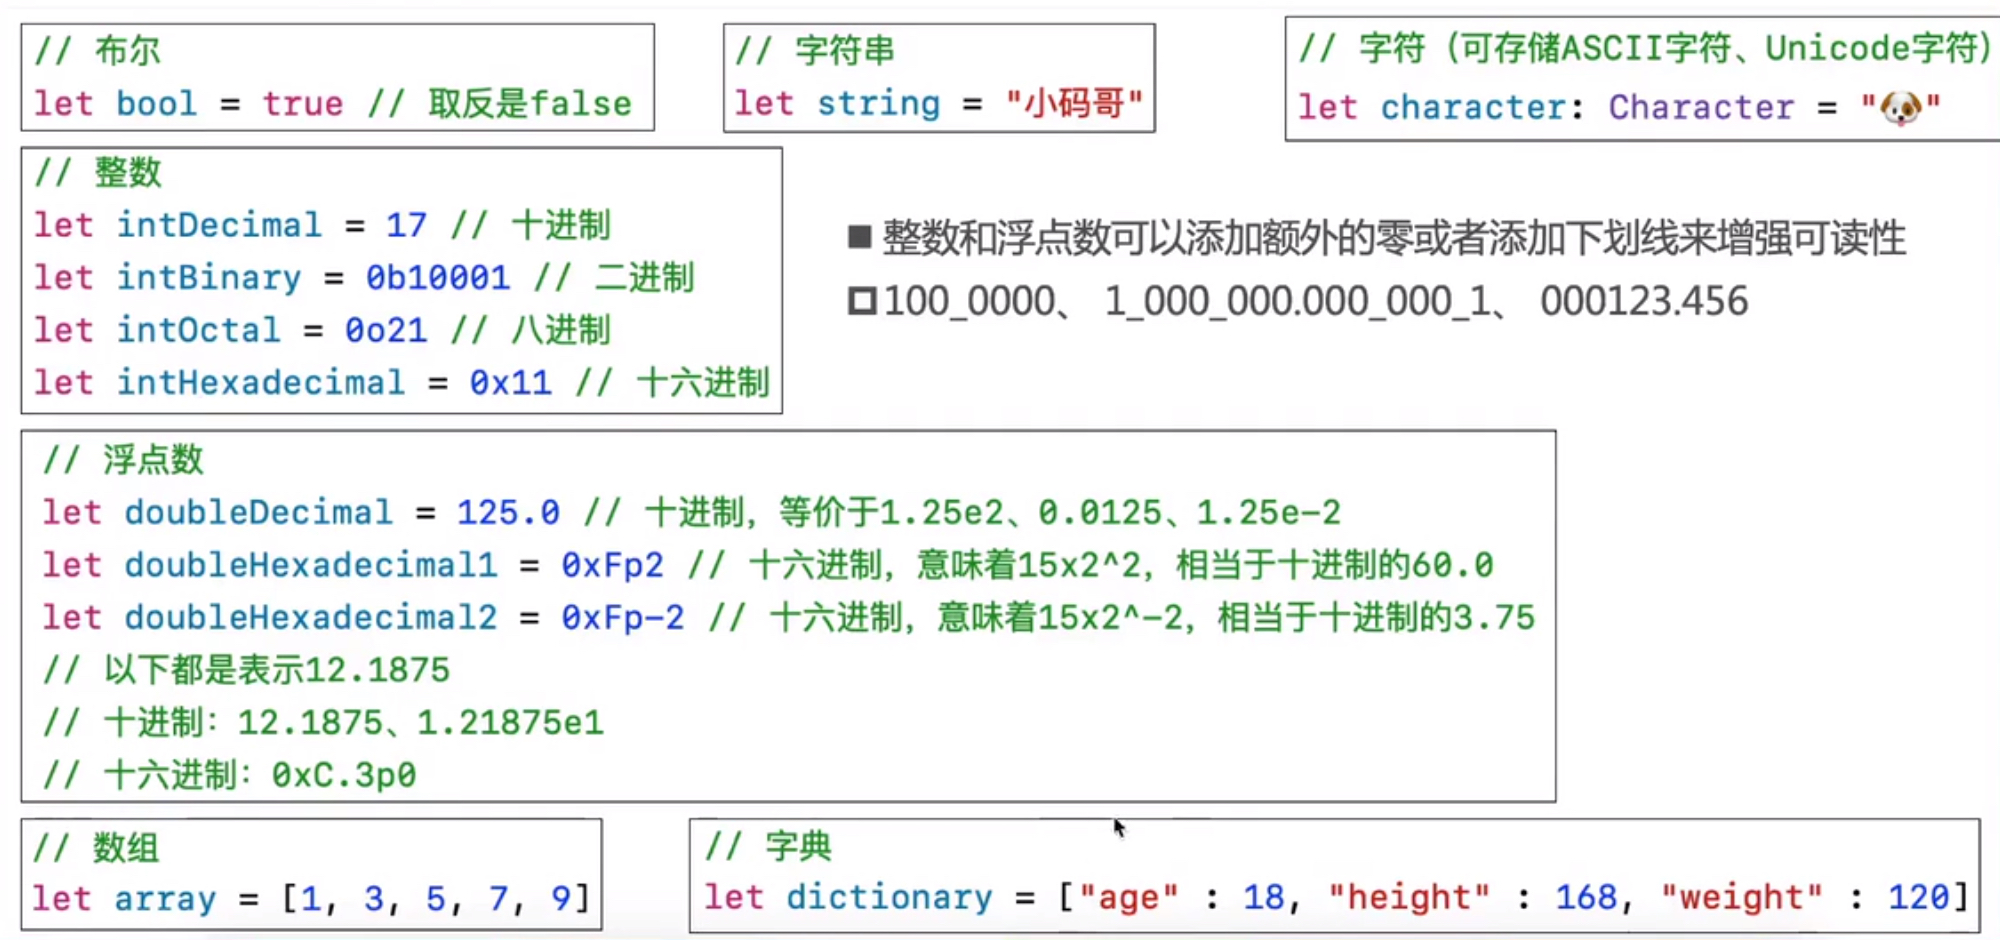 // 布尔
let bool = true // 取反是false
// 字符串
let string = "小码哥"
// 字符（可存储ASCII字符、Unicode字符）
let character: Character = "🐶"
// 整数
let intDecimal = 17 // 十进制
let intBinary = 0b10001 // 二进制
let intOctal = 0o21 // 八进制
let intHexadecimal = 0x11 // 十六进制
■ 整数和浮点数可以添加额外的零或者添加下划线来增强可读性
□ 100_0000、 1_000_000.000_000_1、 000123.456
// 浮点数
let doubleDecimal = 125.0 // 十进制，等价于1.25e2、0.0125、1.25e-2
let doubleHexadecimal1 = 0xFp2 // 十六进制，意味着15x2^2，相当于十进制的60.0
let doubleHexadecimal2 = 0xFp-2 // 十六进制，意味着15x2^-2，相当于十进制的3.75
// 以下都是表示12.1875
// 十进制：12.1875、1.21875e1
// 十六进制：0xC.3p0
// 数组
let array = [1, 3, 5, 7, 9]
// 字典
let dictionary = ["age" : 18, "height" : 168, "weight" : 120]